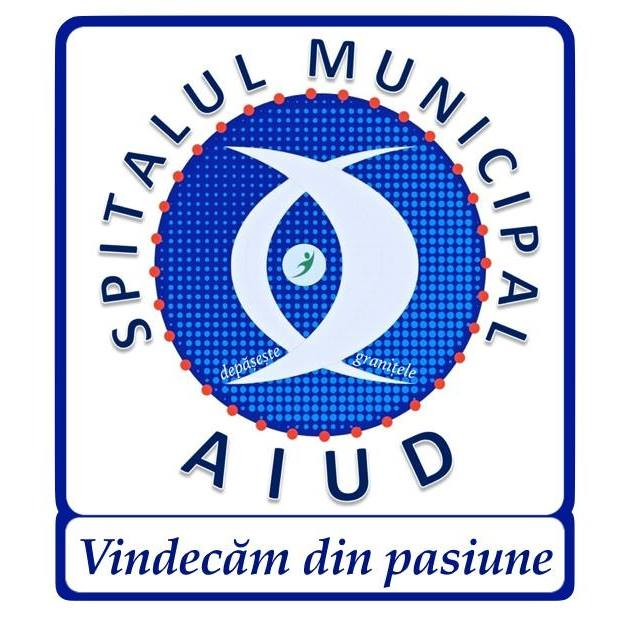 SPITALUL MUNICIPAL
depășește granițele
AIUD
Vindecăm din pasiune